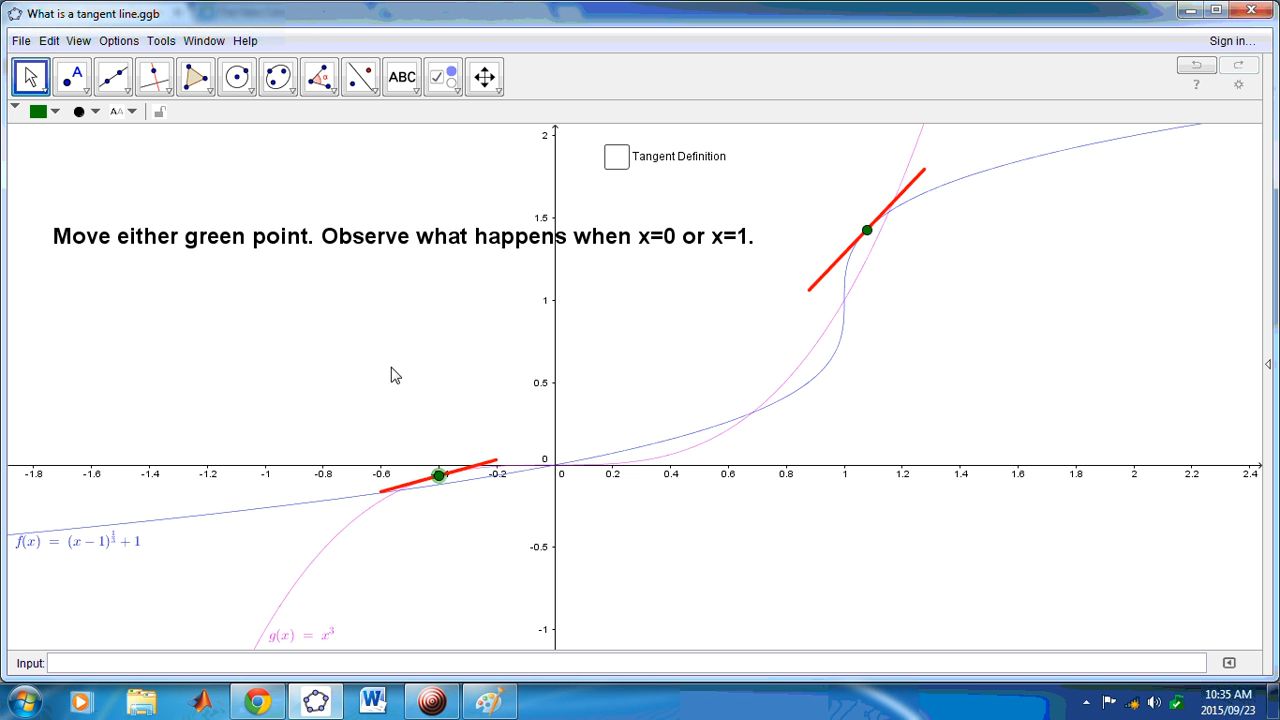 What is a tangent line.ggb
File Edit View Options Tools Window Help
Sign in...
A
α
ABC
?
AA
2
Tangent Definition
1.5
Move either green point. Observe what happens when x=0 or x=1.
1
0.5
0
-1.8 -1.6 -1.4 -1.2 -1 -0.8 -0.6 -0.2 0 0.2 0.4 0.6 0.8 1 1.2 1.4 1.6 1.8 2 2.2 2.4
f(x) = (x − 1)^{1/3} + 1
-0.5
g(x) = x³
-1
Input:
W
10:35 AM
2015/09/23